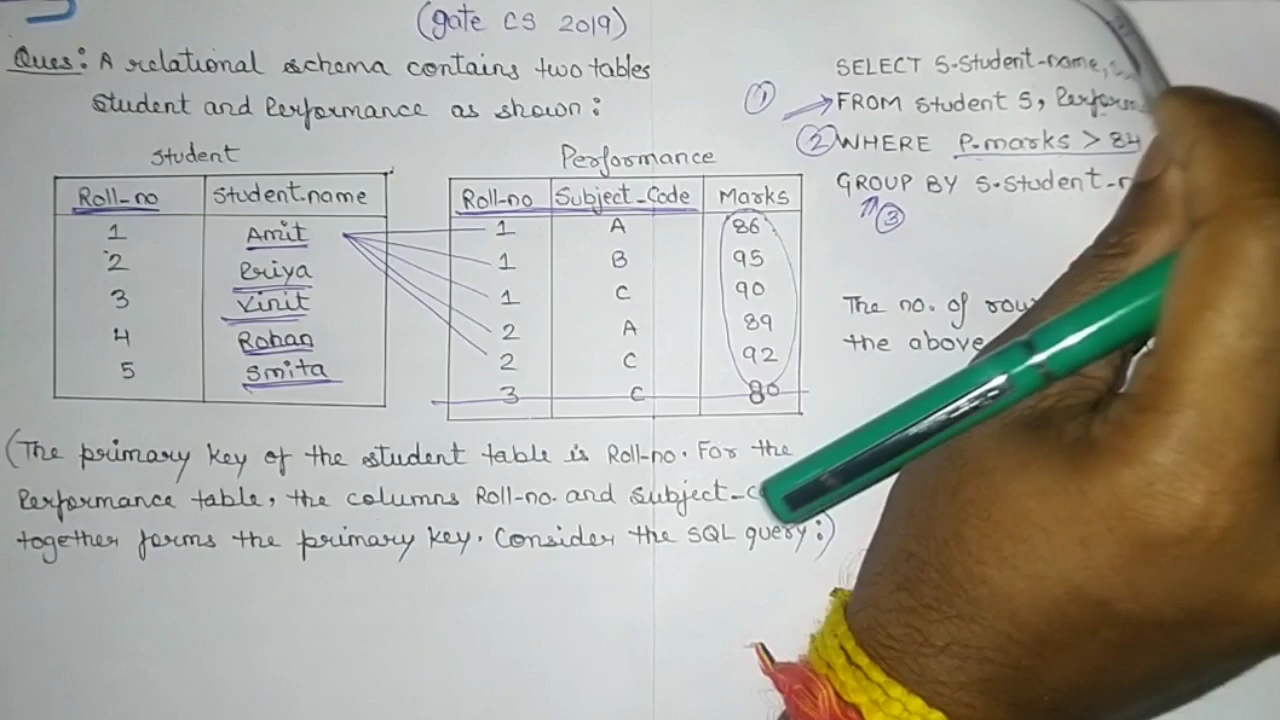 (gate CS 2019)
Ques: A relational schema contains two tables
student and Performance as shown:
Student
Roll-no Student-name
1 Amit
2 Priya
3 Vinit
4 Rohan
5 Smita
Performance
Roll-no Subject-Code Marks
1 A 86
1 B 95
1 C 90
2 A 89
2 C 92
3 C 80
(The primary key of the student table is Roll-no. For the
Performance table, the columns Roll-no. and subject-c
together forms the primary key. Consider the SQL query:)
SELECT S.Student-name,
① FROM Student S, Perform
② WHERE P.marks > 84
GROUP BY S.Student-n
③
The no. of row
the above